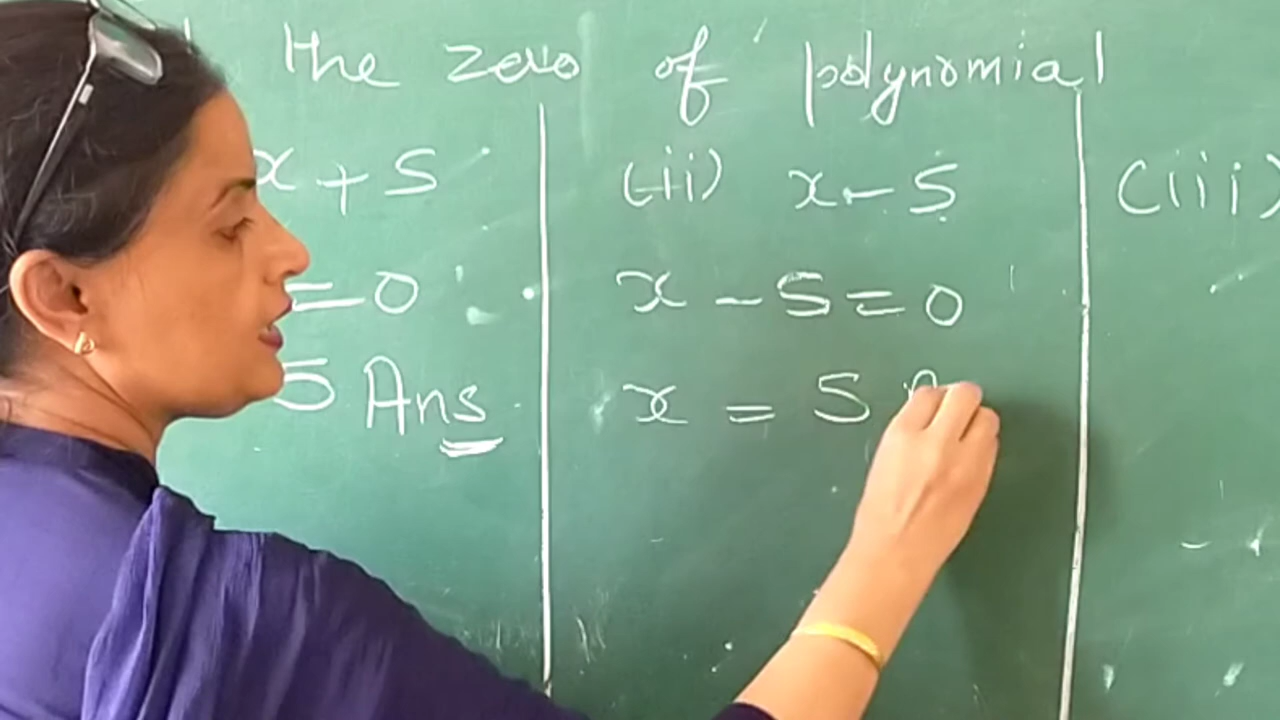 the zero of polynomial
x + 5
= 0
5 Ans
(ii) x - 5
x - 5 = 0
x = 5
(iii)